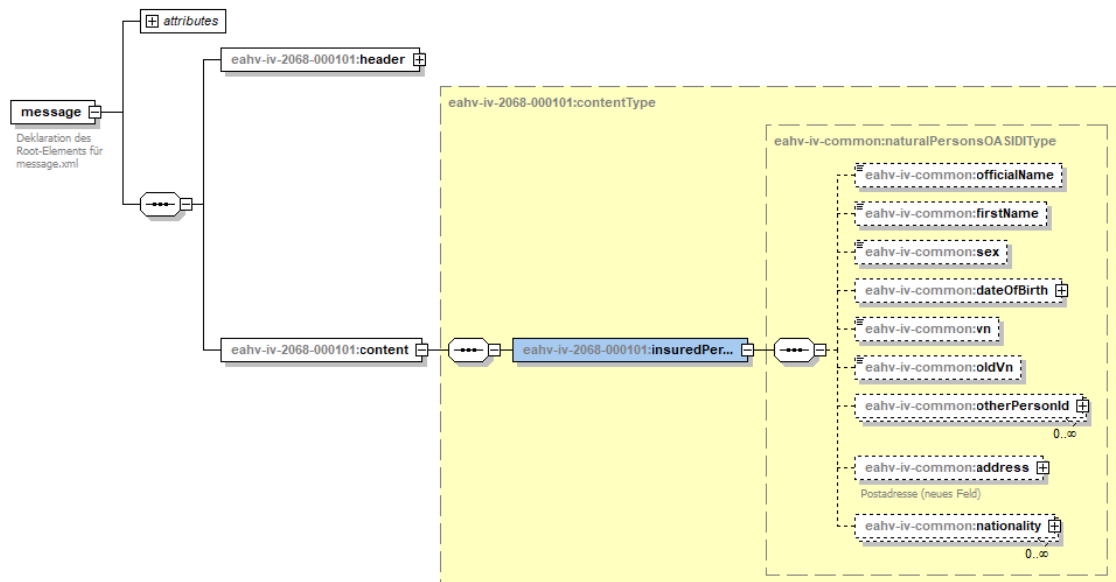 attributes
eahv-iv-2068-000101:header
eahv-iv-2068-000101:contentType
message
Deklaration des
Root-Elements für
message.xml
eahv-iv-common:naturalPersonsOASIDIType
eahv-iv-common:officialName
eahv-iv-common:firstName
eahv-iv-common:sex
eahv-iv-common:dateOfBirth
eahv-iv-common:vn
eahv-iv-2068-000101:content
eahv-iv-2068-000101:insuredPer...
eahv-iv-common:oldVn
eahv-iv-common:otherPersonId
0..∞
eahv-iv-common:address
Postadresse (neues Feld)
eahv-iv-common:nationality
0..∞